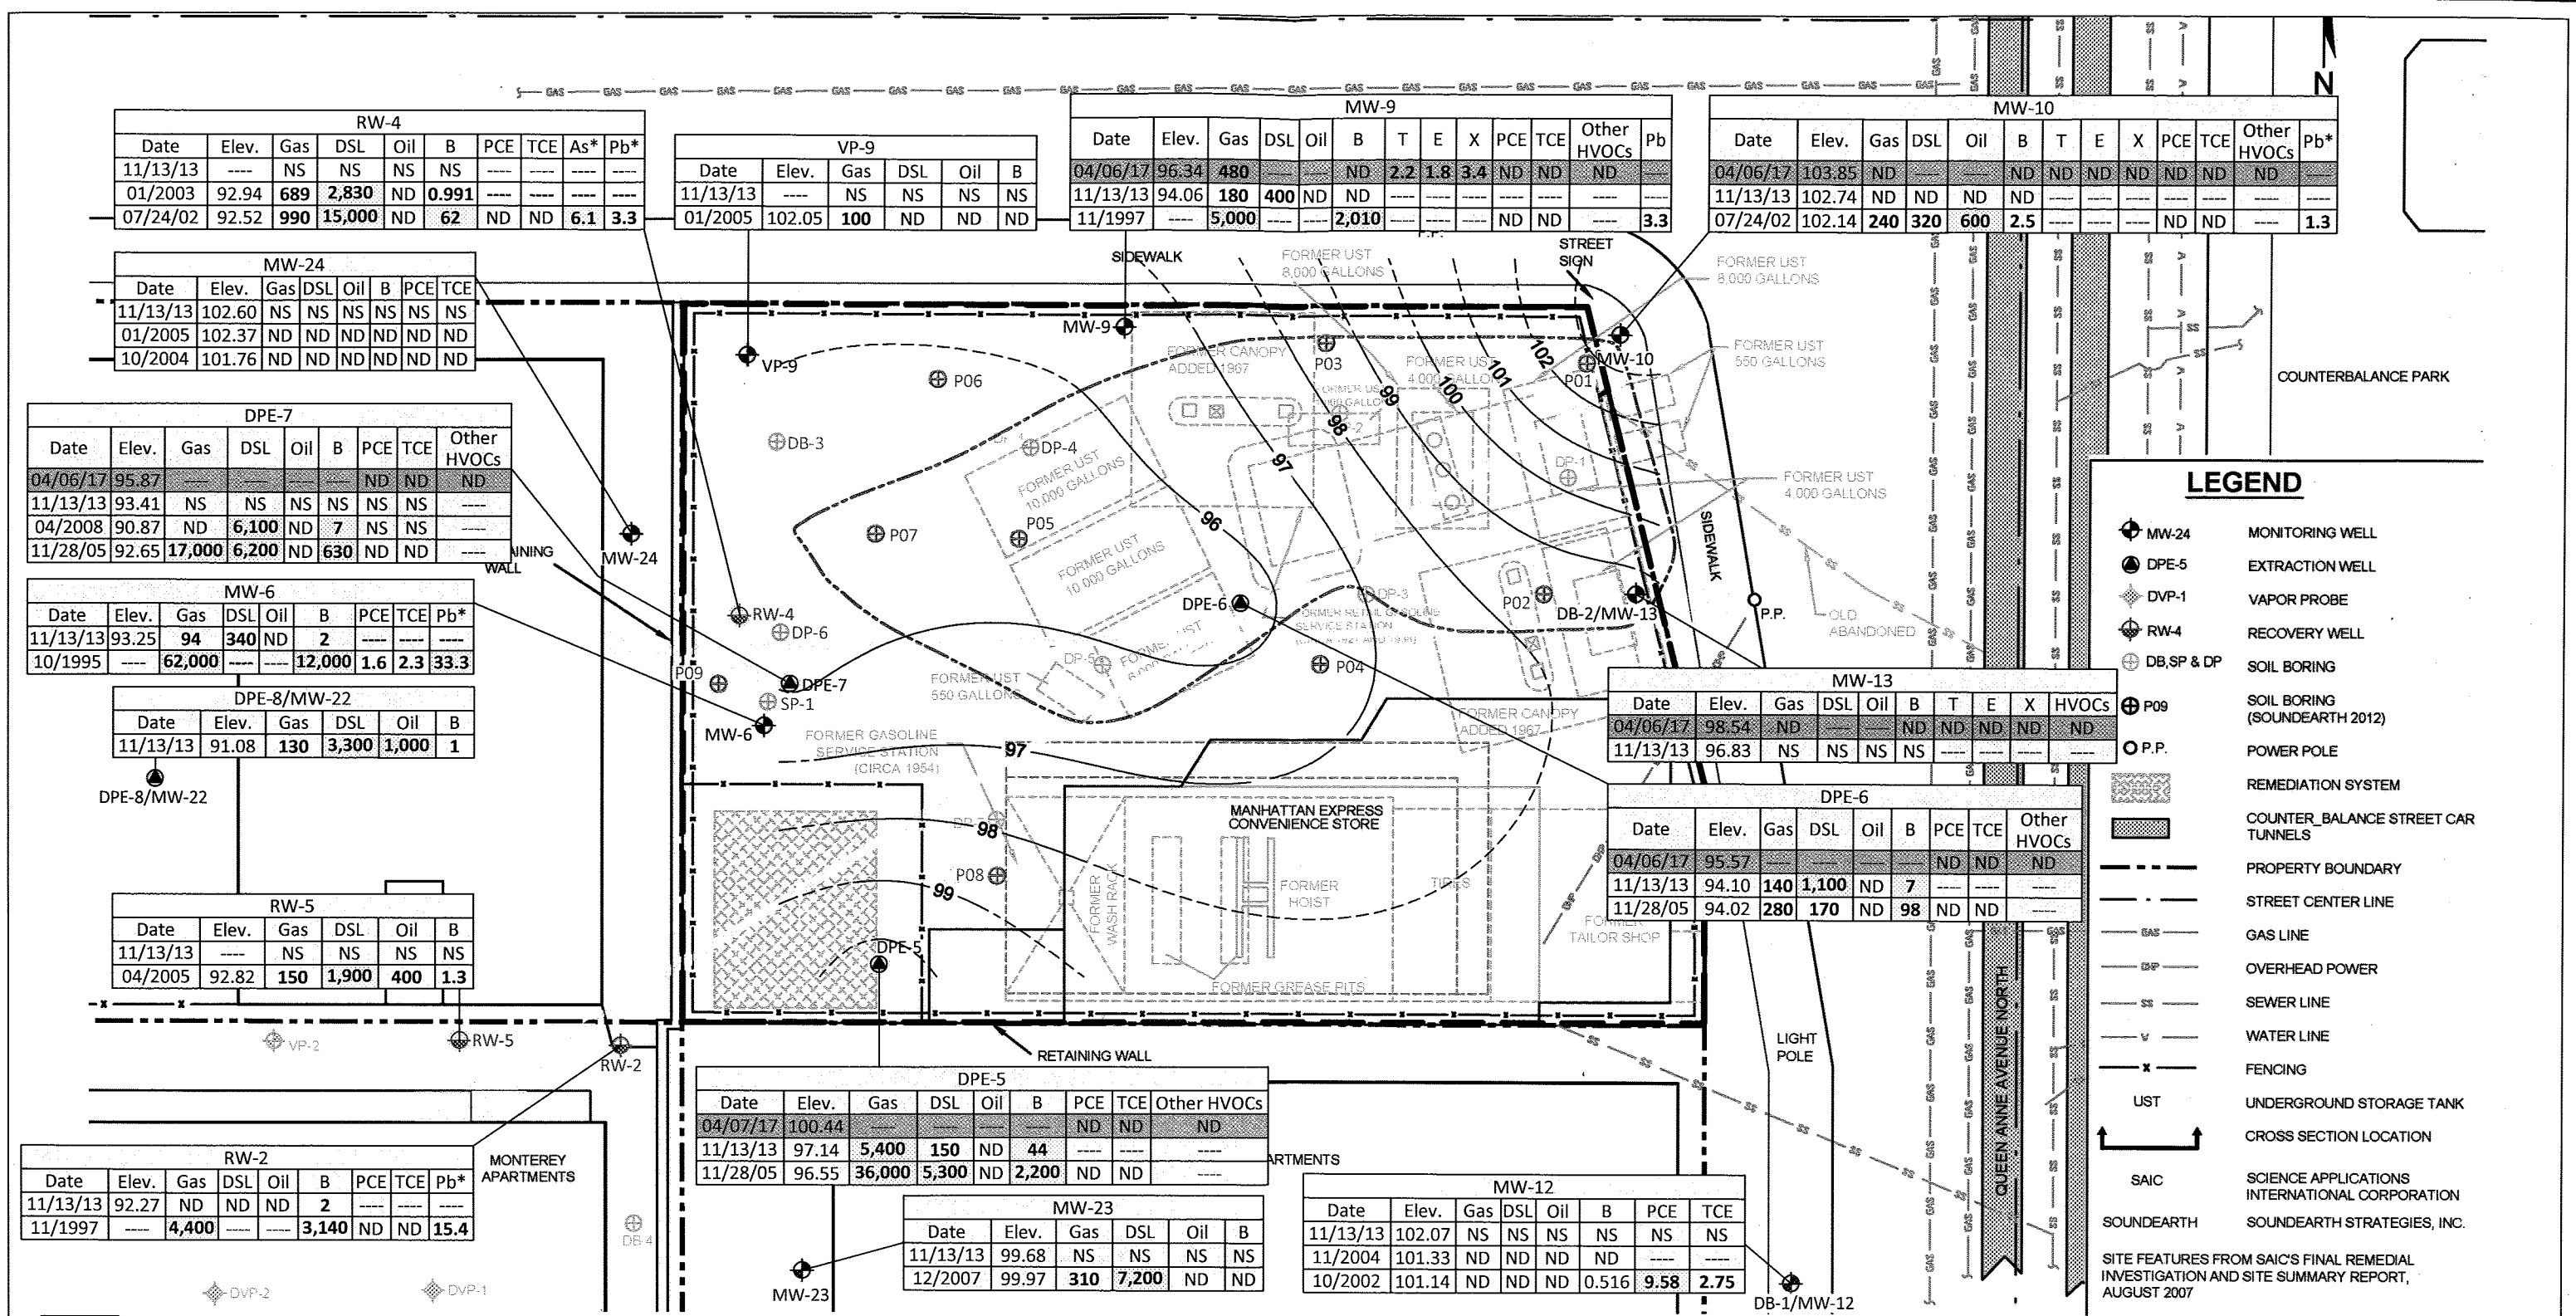 N
RW-4
Date Elev. Gas DSL Oil B PCE TCE As* Pb*
11/13/13 ---- NS NS NS NS ---- ---- ---- ----
01/2003 92.94 689 2,830 ND 0.991 ---- ---- ---- ----
07/24/02 92.52 990 15,000 ND 62 ND ND 6.1 3.3
VP-9
Date Elev. Gas DSL Oil B
11/13/13 ---- NS NS NS NS
01/2005 102.05 100 ND ND ND
MW-9
Date Elev. Gas DSL Oil B T E X PCE TCE Other HVOCs Pb
04/06/17 96.34 480 ---- ---- ND 2.2 1.8 3.4 ND ND ND ----
11/13/13 94.06 180 400 ND ND ---- ---- ---- ---- ---- ---- ----
11/1997 ---- 5,000 ---- ---- 2,010 ---- ---- ---- ND ND ---- 3.3
MW-10
Date Elev. Gas DSL Oil B T E X PCE TCE Other HVOCs Pb*
04/06/17 103.85 ND ---- ---- ND ND ND ND ND ND ND ----
11/13/13 102.74 ND ND ND ND ---- ---- ---- ---- ---- ---- ----
07/24/02 102.14 240 320 600 2.5 ---- ---- ---- ND ND ---- 1.3
MW-24
Date Elev. Gas DSL Oil B PCE TCE
11/13/13 102.60 NS NS NS NS NS NS
01/2005 102.37 ND ND ND ND ND ND
10/2004 101.76 ND ND ND ND ND ND
DPE-7
Date Elev. Gas DSL Oil B PCE TCE Other HVOCs
04/06/17 95.87 ---- ---- ---- ---- ND ND ND
11/13/13 93.41 NS NS NS NS NS NS ----
04/2008 90.87 ND 6,100 ND 7 NS NS ----
11/28/05 92.65 17,000 6,200 ND 630 ND ND ----
MW-6
Date Elev. Gas DSL Oil B PCE TCE Pb*
11/13/13 93.25 94 340 ND 2 ---- ---- ----
10/1995 ---- 62,000 ---- ---- 12,000 1.6 2.3 33.3
DPE-8/MW-22
Date Elev. Gas DSL Oil B
11/13/13 91.08 130 3,300 1,000 1
DPE-8/MW-22
RW-5
Date Elev. Gas DSL Oil B
11/13/13 ---- NS NS NS NS
04/2005 92.82 150 1,900 400 1.3
RW-2
Date Elev. Gas DSL Oil B PCE TCE Pb*
11/13/13 92.27 ND ND ND 2 ---- ---- ----
11/1997 ---- 4,400 ---- ---- 3,140 ND ND 15.4
DPE-5
Date Elev. Gas DSL Oil B PCE TCE Other HVOCs
04/07/17 100.44 ---- ---- ---- ---- ND ND ND
11/13/13 97.14 5,400 150 ND 44 ---- ---- ----
11/28/05 96.55 36,000 5,300 ND 2,200 ND ND ----
MW-23
Date Elev. Gas DSL Oil B
11/13/13 99.68 NS NS NS NS
12/2007 99.97 310 7,200 ND ND
MW-12
Date Elev. Gas DSL Oil B PCE TCE
11/13/13 102.07 NS NS NS NS NS NS
11/2004 101.33 ND ND ND ND ---- ----
10/2002 101.14 ND ND ND 0.516 9.58 2.75
MW-13
Date Elev. Gas DSL Oil B T E X HVOCs
04/06/17 98.54 ND ---- ---- ND ND ND ND ND
11/13/13 96.83 NS NS NS NS ---- ---- ---- ----
DPE-6
Date Elev. Gas DSL Oil B PCE TCE Other HVOCs
04/06/17 95.57 ---- ---- ---- ---- ND ND ND
11/13/13 94.10 140 1,100 ND 7 ---- ---- ----
11/28/05 94.02 280 170 ND 98 ND ND ----
SIDEWALK
FORMER UST
8,000 GALLONS
STREET
SIGN
FORMER UST
8,000 GALLONS
MW-9
VP-9
P06
FORMER CANOPY
ADDED 1967
P03
FORMER UST
4,000 GALLON
P01
MW-10
FORMER UST
550 GALLONS
COUNTERBALANCE PARK
102
101
100
99
98
97
96
DB-3
DP-4
FORMER UST
10,000 GALLONS
DP-1
FORMER UST
4,000 GALLONS
P07
P05
FORMER UST
10,000 GALLONS
SIDEWALK
MW-24
WALL
RW-4
DP-6
DPE-6
DP-3
P02
DB-2/MW-13
P.P.
OLD
ABANDONED
P09
DPE-7
SP-1
MW-6
DP-5
FORMER UST
550 GALLONS
P04
FORMER CANOPY
ADDED 1967
FORMER GASOLINE
SERVICE STATION
(CIRCA 1954)
97
98
99
P08
MANHATTAN EXPRESS
CONVENIENCE STORE
FORMER
WASH RACK
FORMER
HOIST
TIRES
FORMER
TAILOR SHOP
FORMER GREASE PITS
DPE-5
VP-2
RW-5
RW-2
RETAINING WALL
LIGHT
POLE
MONTEREY
APARTMENTS
ARTMENTS
DB-4
DVP-2
DVP-1
MW-23
DB-1/MW-12
QUEEN ANNE AVENUE NORTH
LEGEND
MW-24 MONITORING WELL
DPE-5 EXTRACTION WELL
DVP-1 VAPOR PROBE
RW-4 RECOVERY WELL
DB,SP & DP SOIL BORING
P09 SOIL BORING
(SOUNDEARTH 2012)
P.P. POWER POLE
REMEDIATION SYSTEM
COUNTER_BALANCE STREET CAR
TUNNELS
PROPERTY BOUNDARY
STREET CENTER LINE
GAS GAS LINE
OHP OVERHEAD POWER
SS SEWER LINE
W WATER LINE
x FENCING
UST UNDERGROUND STORAGE TANK
CROSS SECTION LOCATION
SAIC SCIENCE APPLICATIONS
INTERNATIONAL CORPORATION
SOUNDEARTH SOUNDEARTH STRATEGIES, INC.
SITE FEATURES FROM SAIC'S FINAL REMEDIAL
INVESTIGATION AND SITE SUMMARY REPORT,
AUGUST 2007